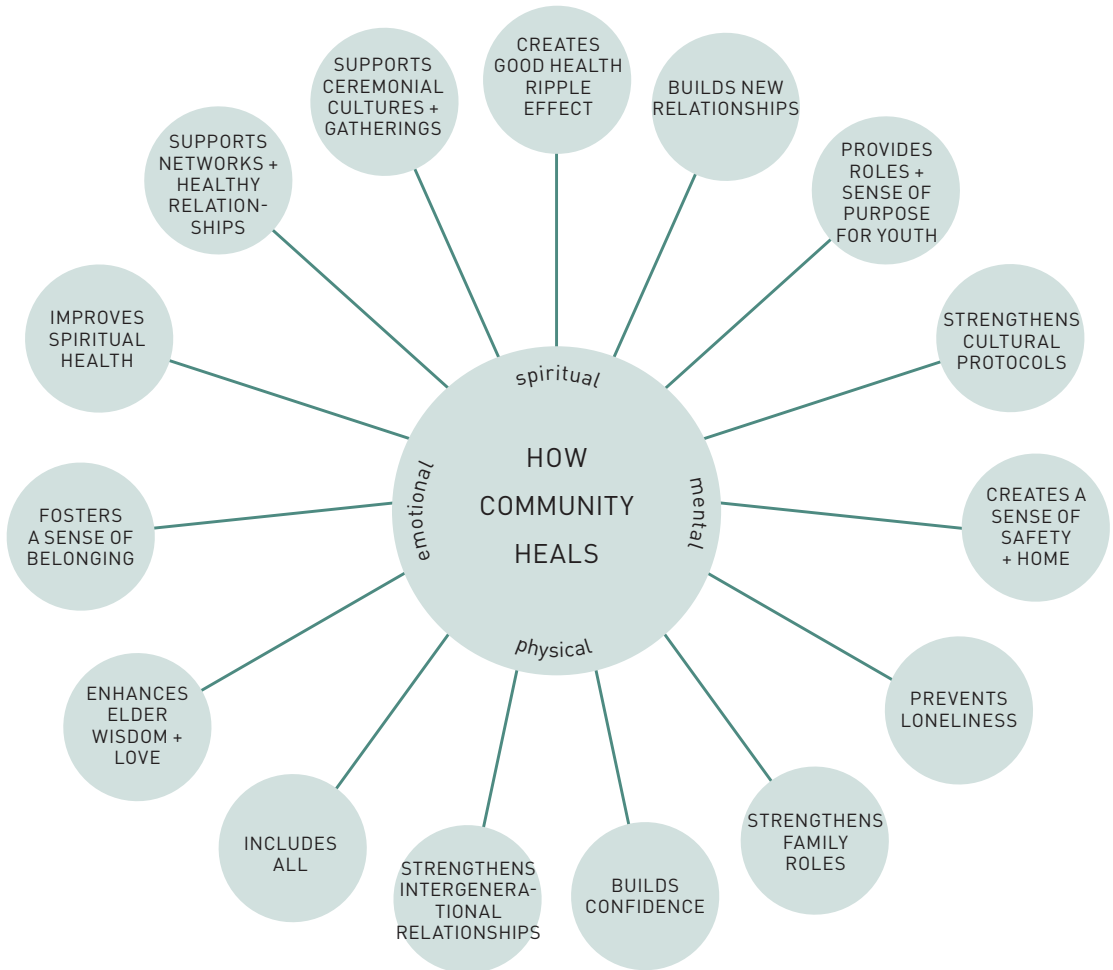 CREATES
GOOD HEALTH
RIPPLE
EFFECT
BUILDS NEW
RELATIONSHIPS
PROVIDES
ROLES +
SENSE OF
PURPOSE
FOR YOUTH
STRENGTHENS
CULTURAL
PROTOCOLS
CREATES A
SENSE OF
SAFETY
+ HOME
PREVENTS
LONELINESS
STRENGTHENS
FAMILY
ROLES
BUILDS
CONFIDENCE
STRENGTHENS
INTERGENERA-
TIONAL
RELATIONSHIPS
INCLUDES
ALL
ENHANCES
ELDER
WISDOM +
LOVE
FOSTERS
A SENSE OF
BELONGING
IMPROVES
SPIRITUAL
HEALTH
SUPPORTS
NETWORKS +
HEALTHY
RELATION-
SHIPS
SUPPORTS
CEREMONIAL
CULTURES +
GATHERINGS
spiritual
mental
physical
emotional
HOW
COMMUNITY
HEALS